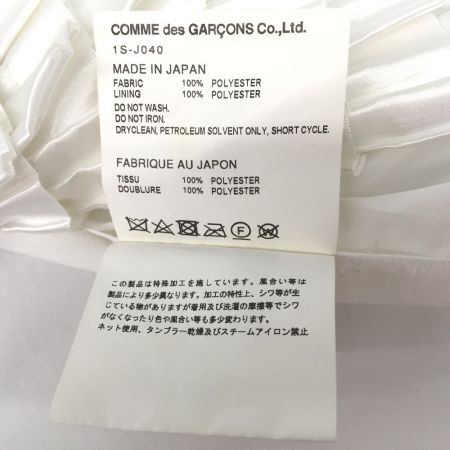 COMME des GARÇONS Co.,Ltd.
1S-J040
MADE IN JAPAN
FABRIC 100% POLYESTER
LINING 100% POLYESTER
DO NOT WASH.
DO NOT IRON.
DRYCLEAN, PETROLEUM SOLVENT ONLY, SHORT CYCLE.
FABRIQUE AU JAPON
TISSU 100% POLYESTER
DOUBLURE 100% POLYESTER
F W
この製品は特殊加工を施しています。風合い等は
製品により多少異なります。加工の特性上、シワ等が生
じている物がありますが着用及び洗濯の摩擦等でシワ
がなくなったり色や風合い等も多少変わります。
ネット使用、タンブラー乾燥及びスチームアイロン禁止